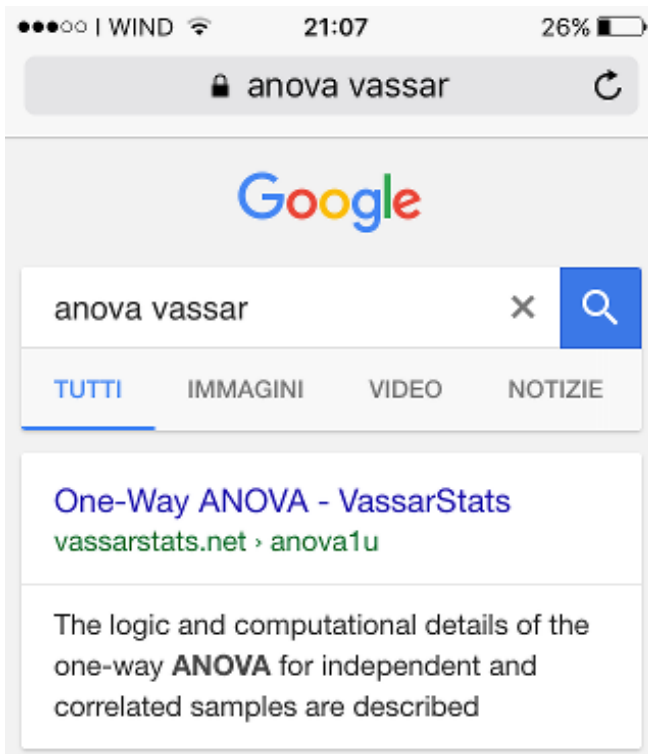 WIND 21:07 26%
anova vassar
Google
anova vassar
TUTTI IMMAGINI VIDEO NOTIZIE
One-Way ANOVA - VassarStats
vassarstats.net › anova1u
The logic and computational details of the
one-way ANOVA for independent and
correlated samples are described